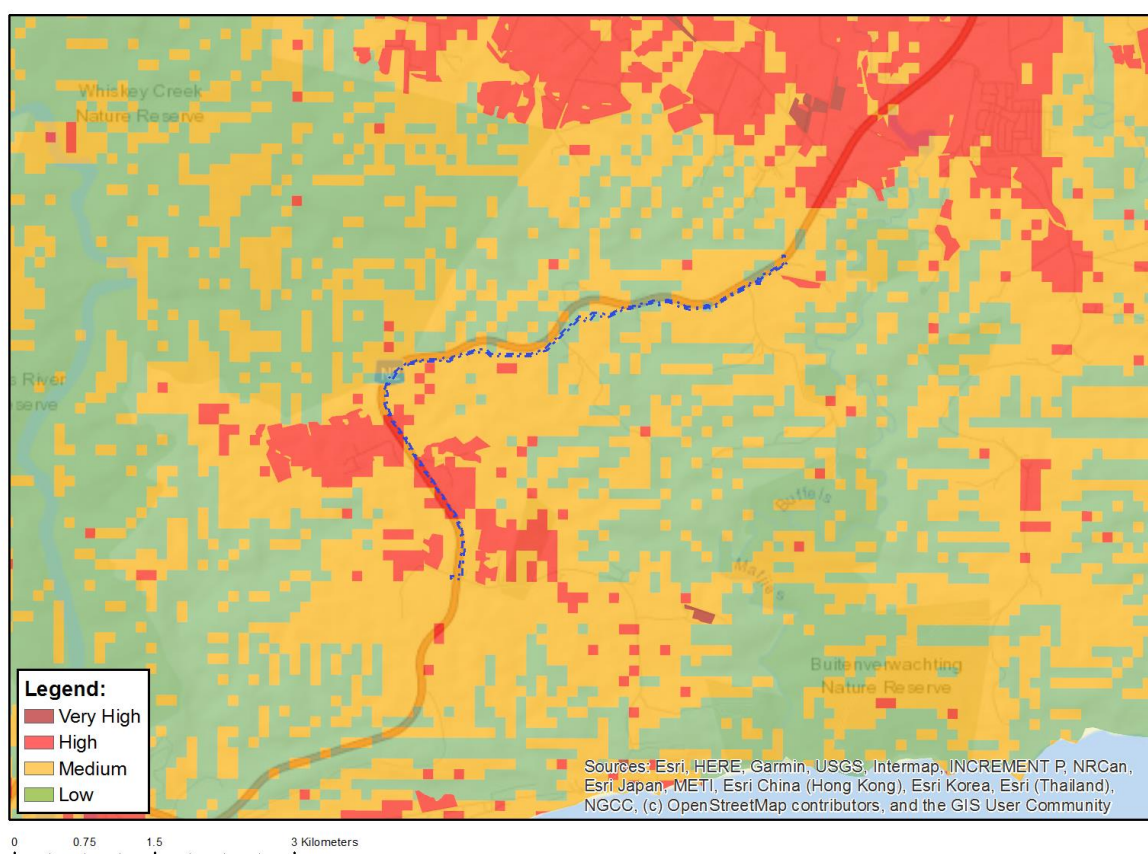 Whiskey Creek
Nature Reserve
s River
serve
Buffels
Matjies
Buitenverwachting
Nature Reserve
Legend:
Very High
High
Medium
Low
Sources: Esri, HERE, Garmin, USGS, Intermap, INCREMENT P, NRCan,
Esri Japan, METI, Esri China (Hong Kong), Esri Korea, Esri (Thailand),
NGCC, (c) OpenStreetMap contributors, and the GIS User Community
0 0.75 1.5 3 Kilometers